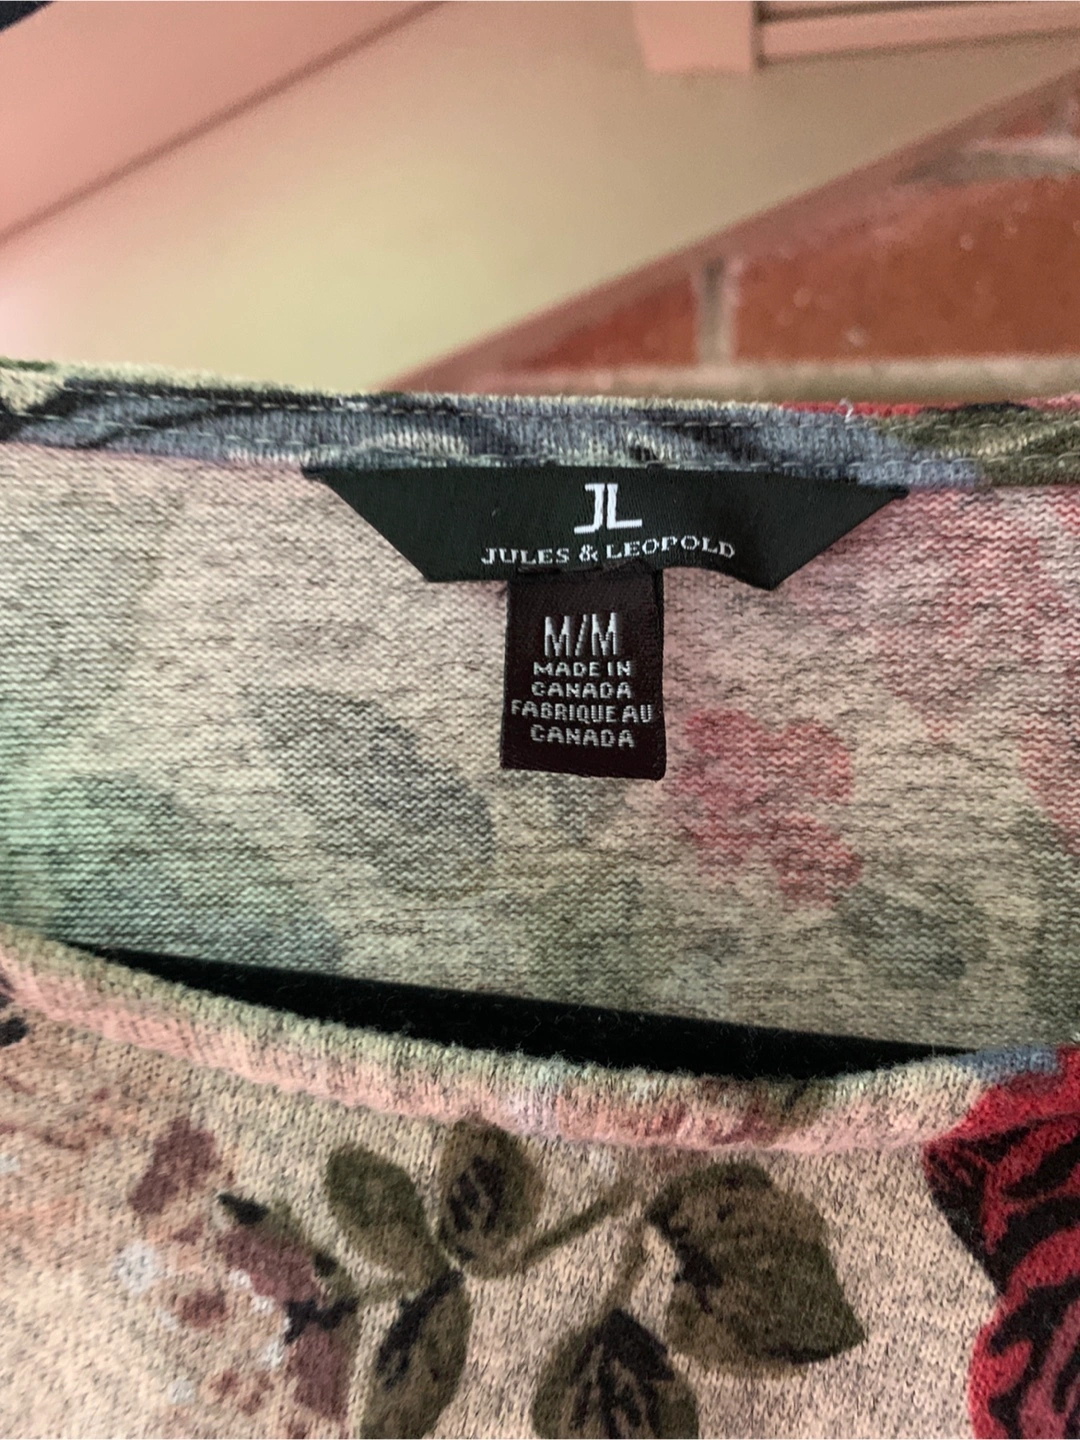 JL
JULES & LEOPOLD
M/M
MADE IN
CANADA
FABRIQUE AU
CANADA